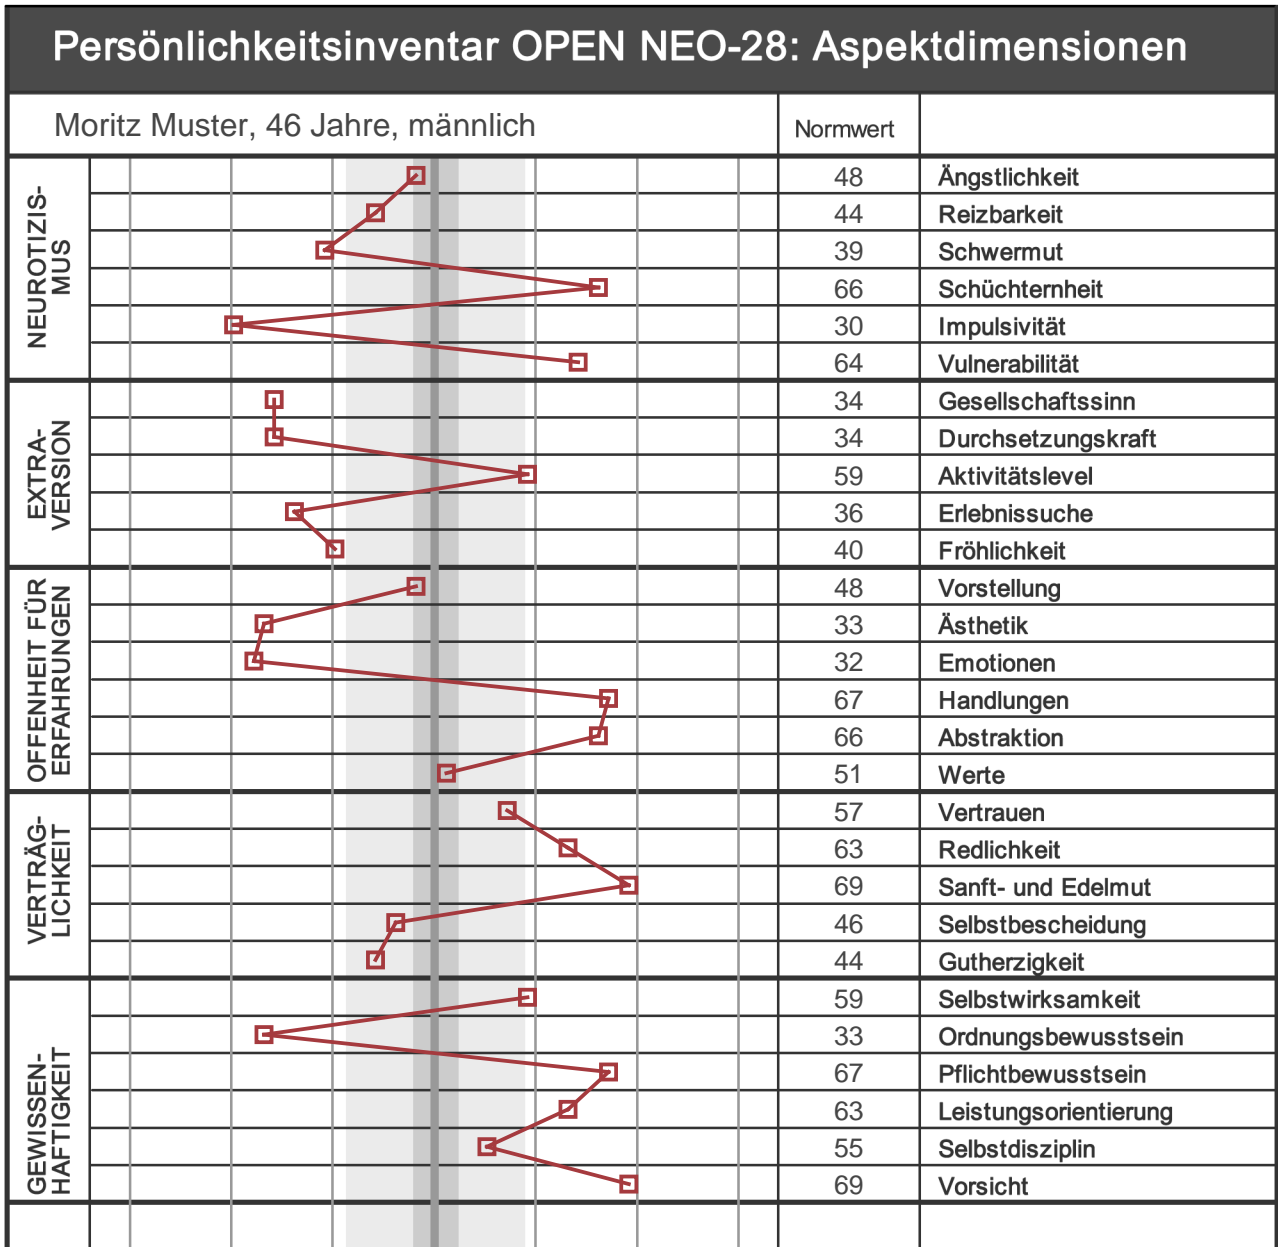 Persönlichkeitsinventar OPEN NEO-28: Aspektdimensionen
Moritz Muster, 46 Jahre, männlich
Normwert
NEUROTIZIS-
MUS
48 Ängstlichkeit
44 Reizbarkeit
39 Schwermut
66 Schüchternheit
30 Impulsivität
64 Vulnerabilität
EXTRA-
VERSION
34 Gesellschaftssinn
34 Durchsetzungskraft
59 Aktivitätslevel
36 Erlebnissuche
40 Fröhlichkeit
OFFENHEIT FÜR
ERFAHRUNGEN
48 Vorstellung
33 Ästhetik
32 Emotionen
67 Handlungen
66 Abstraktion
51 Werte
VERTRÄG-
LICHKEIT
57 Vertrauen
63 Redlichkeit
69 Sanft- und Edelmut
46 Selbstbescheidung
44 Gutherzigkeit
GEWISSEN-
HAFTIGKEIT
59 Selbstwirksamkeit
33 Ordnungsbewusstsein
67 Pflichtbewusstsein
63 Leistungsorientierung
55 Selbstdisziplin
69 Vorsicht